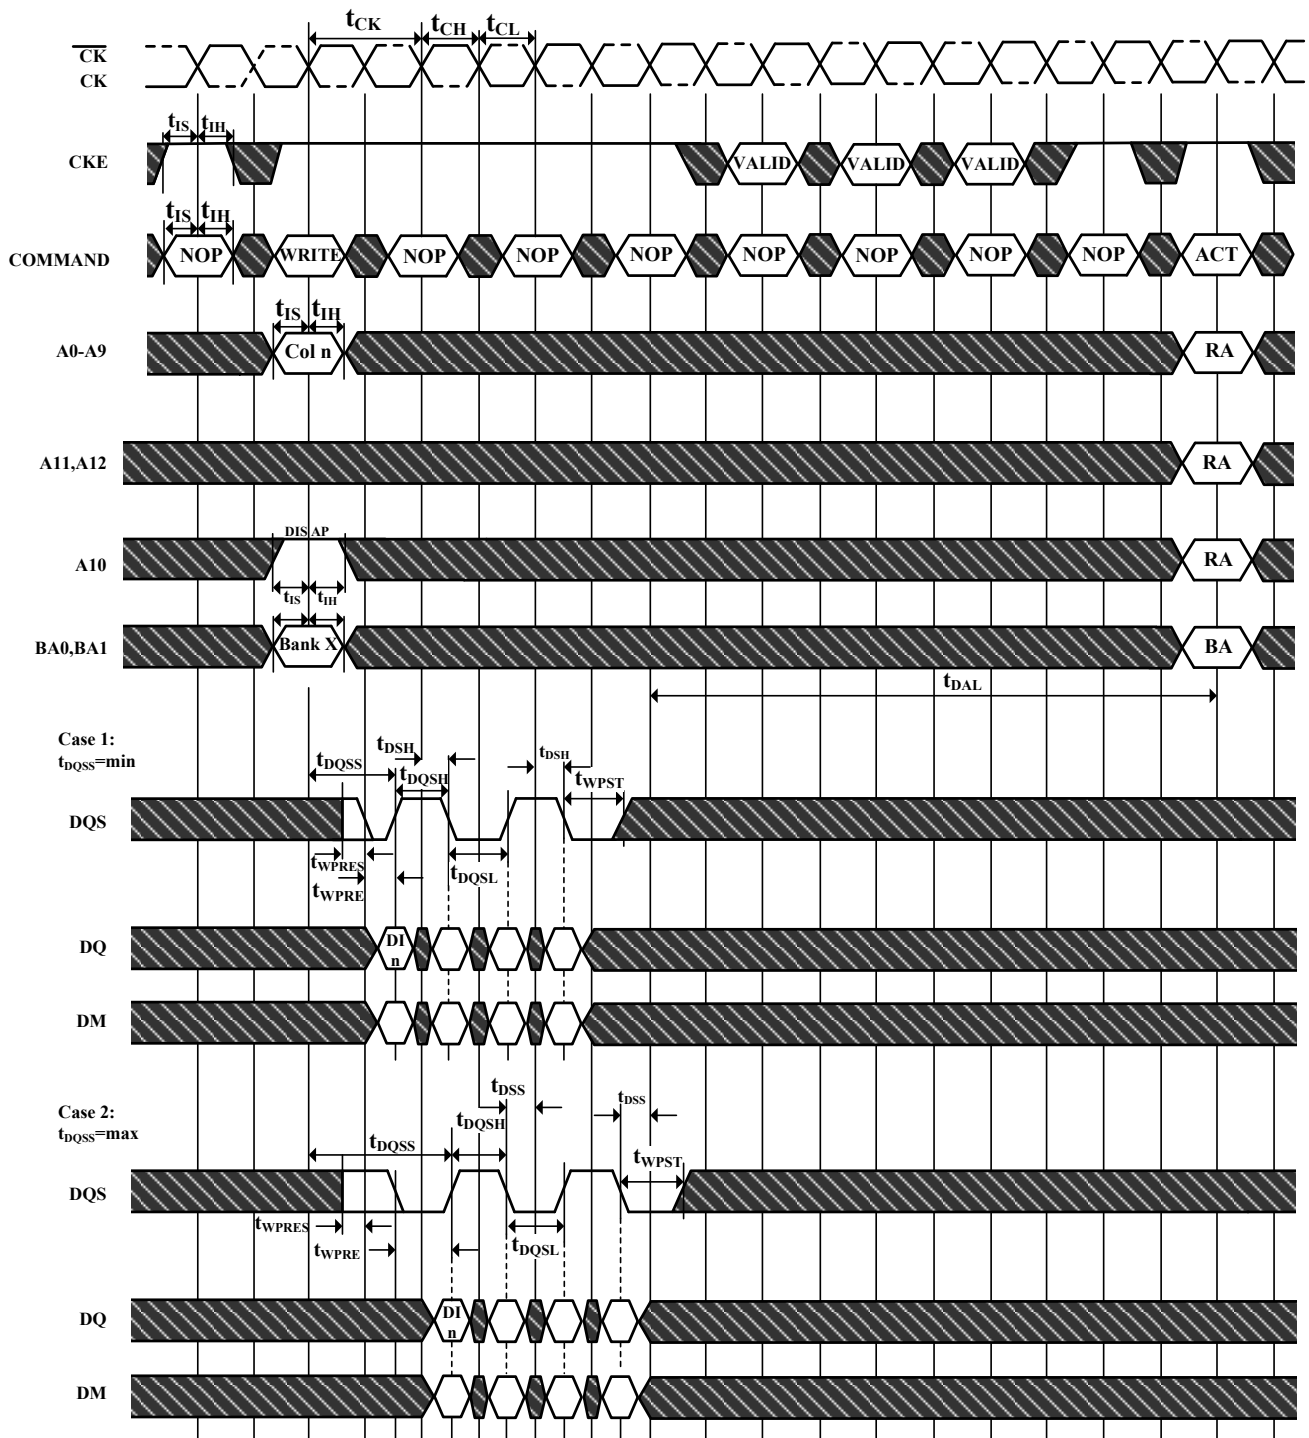 tCK tCH tCL
CK
CK
tIS tIH
CKE VALID VALID VALID
tIS tIH
COMMAND NOP WRITE NOP NOP NOP NOP NOP NOP NOP ACT
tIS tIH
A0-A9 Col n RA
A11,A12 RA
DIS AP
A10 RA
tIS tIH
BA0,BA1 Bank X BA
tDAL
Case 1:
tDQSS=min
tDSH tDSH
tDQSS tDQSH tWPST
DQS
tWPRES
tWPRE tDQSL
DQ DI
n
DM
tDSS tDSS
Case 2:
tDQSS=max
tDQSH
tDQSS tWPST
DQS
tWPRES
tWPRE tDQSL
DQ DI
n
DM